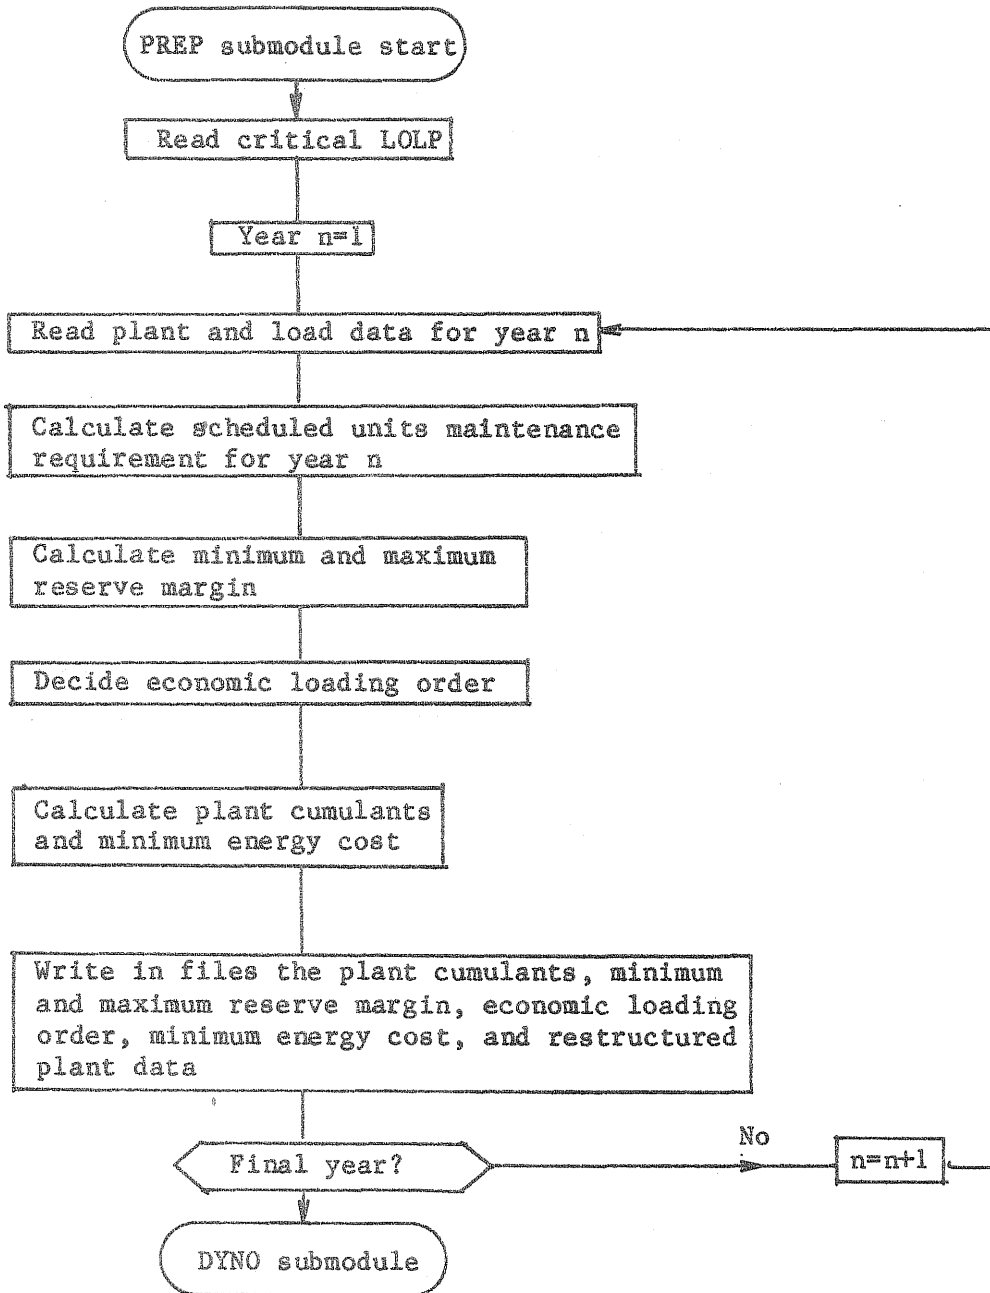 PREP submodule start
Read critical LOLP
Year n=1
Read plant and load data for year n
Calculate scheduled units maintenance
requirement for year n
Calculate minimum and maximum
reserve margin
Decide economic loading order
Calculate plant cumulants
and minimum energy cost
Write in files the plant cumulants, minimum
and maximum reserve margin, economic loading
order, minimum energy cost, and restructured
plant data
Final year?
No
n=n+1
DYNO submodule